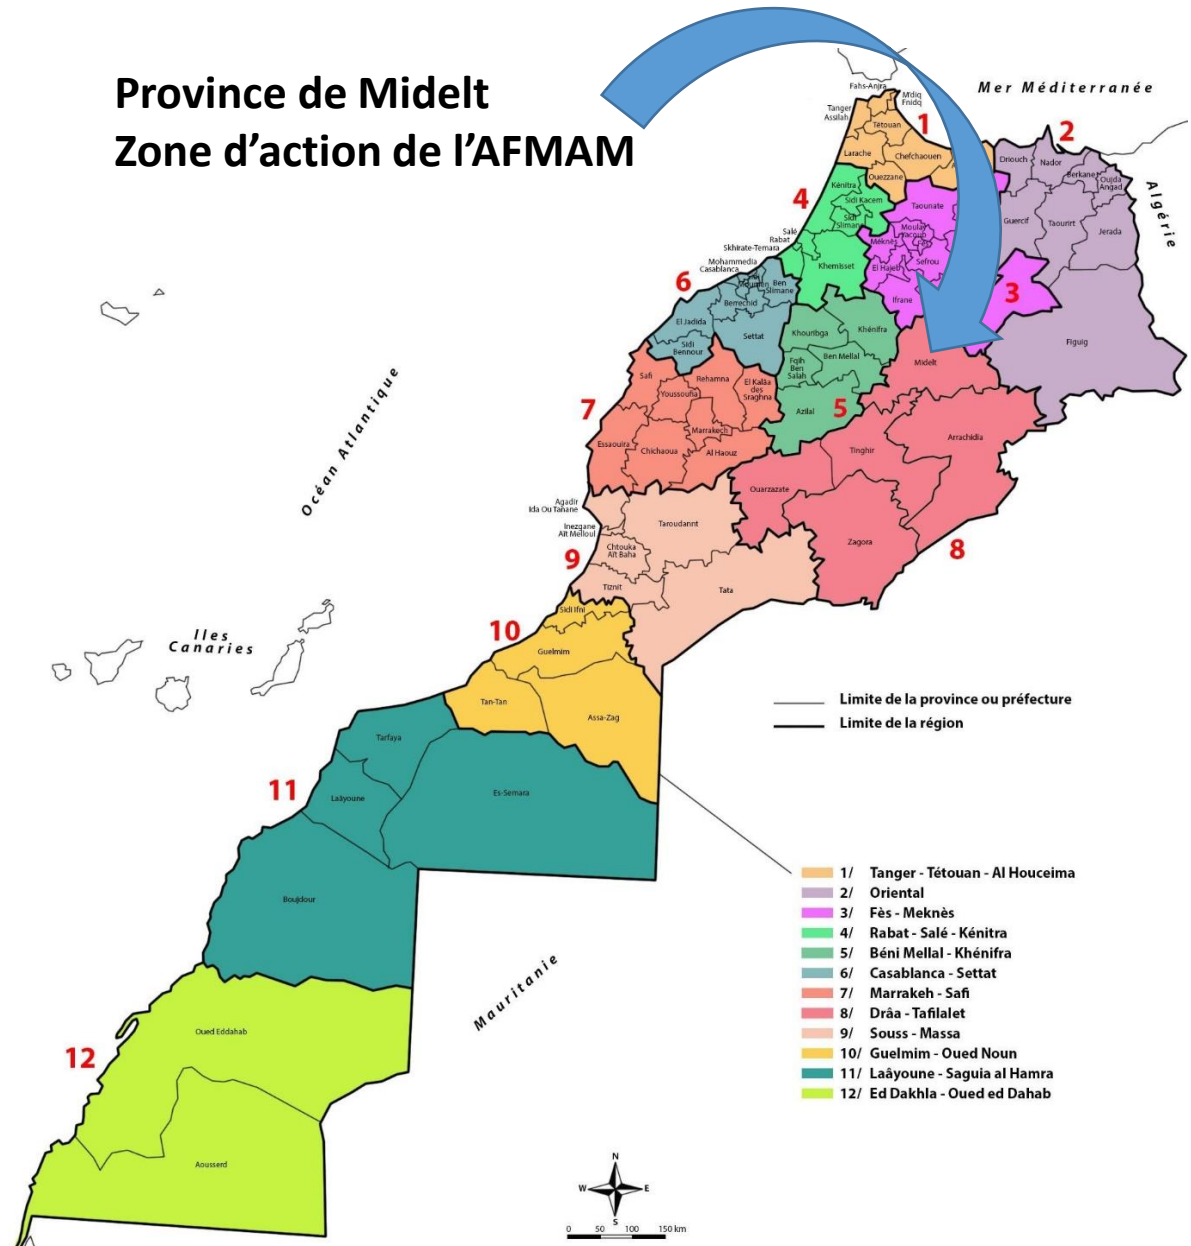 Province de Midelt
Zone d'action de l'AFMAM
Mer Méditerranée
Algérie
Océan Atlantique
Iles
Canaries
Mauritanie
1
2
3
4
5
6
7
8
9
10
11
12
Fahs-Anjra
M'diq
Fnidq
Tanger
Assilah
Tétouan
Larache
Chefchaouen
Ouezzane
Driouch
Nador
Berkane
Oujda
Angad
Guercif
Taourirt
Jerada
Figuig
Taounate
Moulay
Yacoub
Méknès
Sefrou
El Hajeb
Ifrane
Kénitra
Sidi Kacem
Sidi
Slimane
Salé
Rabat
Skhirate-Temara
Khemisset
Mohammedia
Casablanca
Ben
Slimane
Berrechid
El Jadida
Settat
Sidi
Bennour
Khouribga
Khénifra
Fqih
Ben
Salah
Ben Mellal
Azilal
Safi
Rehamna
El Kalâa
des
Sraghna
Youssoufia
Marrakech
Essaouira
Chichaoua
Al Haouz
Midelt
Arrachidia
Tinghir
Ouarzazate
Zagora
Agadir
Ida Ou Tanane
Inezgane
Aït Melloul
Taroudannt
Chtouka
Aït Baha
Tiznit
Tata
Sidi Ifni
Guelmim
Tan-Tan
Assa-Zag
Tarfaya
Laâyoune
Es-Semara
Boujdour
Oued Eddahab
Aousserd
Limite de la province ou préfecture
Limite de la région
1/ Tanger - Tétouan - Al Houceima
2/ Oriental
3/ Fès - Meknès
4/ Rabat - Salé - Kénitra
5/ Béni Mellal - Khénifra
6/ Casablanca - Settat
7/ Marrakeh - Safi
8/ Drâa - Tafilalet
9/ Souss - Massa
10/ Guelmim - Oued Noun
11/ Laâyoune - Saguia al Hamra
12/ Ed Dakhla - Oued ed Dahab
N
W E
S
0 50 100 150 km